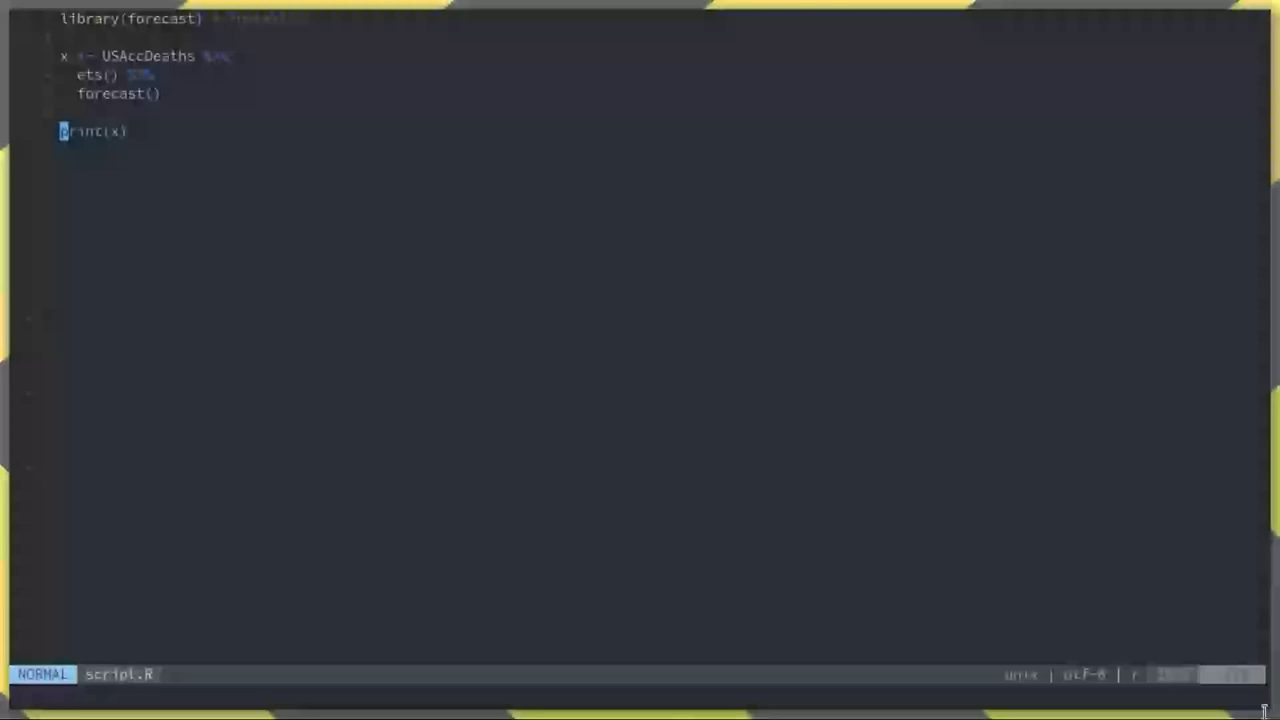 library(forecast)
x <- USAccDeaths %>%
ets() %>%
forecast()
print(x)
NORMAL script.R
unix | utf-8 | r